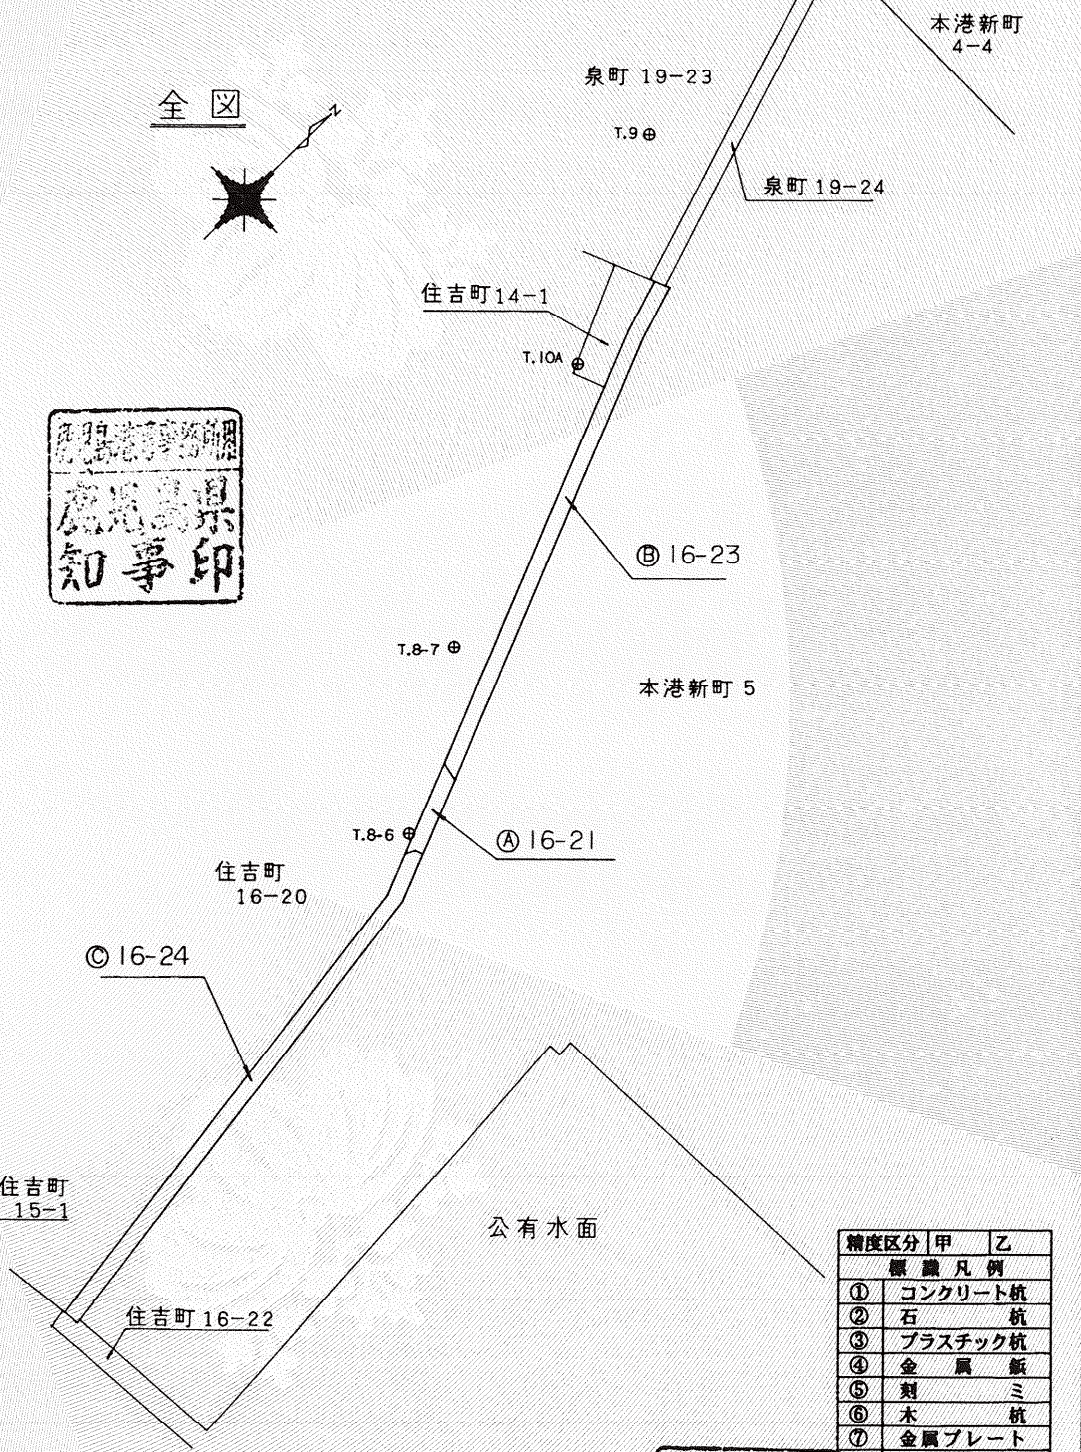 本港新町
4-4
泉町 19-23
全図
N
T.9
泉町 19-24
住吉町 14-1
T.10A
鹿児島県
知事印
Ⓑ 16-23
T.8-7
本港新町 5
T.8-6
Ⓐ 16-21
住吉町
16-20
Ⓒ 16-24
住吉町
15-1
公有水面
住吉町 16-22
精度区分 甲 乙
標識凡例
① コンクリート杭
② 石杭
③ プラスチック杭
④ 金属鋲
⑤ 刻ミ
⑥ 木杭
⑦ 金属プレート